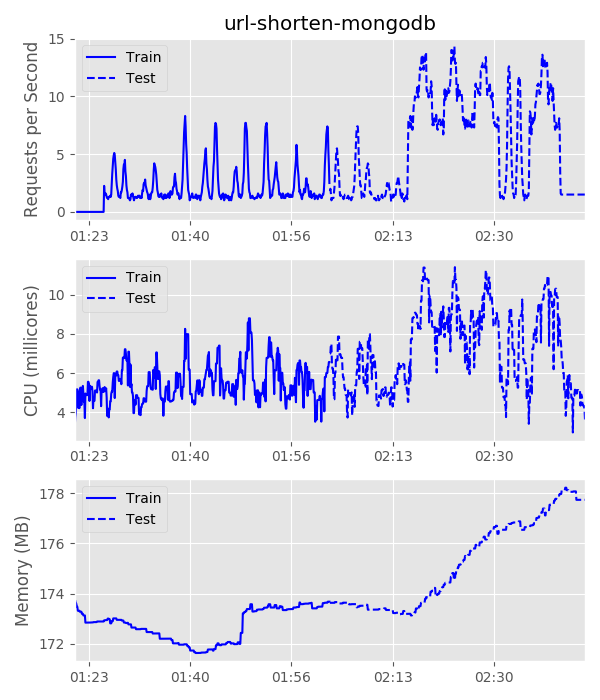 url-shorten-mongodb
Requests per Second
15
10
5
0
Train
Test
01:23 01:40 01:56 02:13 02:30
CPU (millicores)
10
8
6
4
Train
Test
01:23 01:40 01:56 02:13 02:30
Memory (MB)
178
176
174
172
Train
Test
01:23 01:40 01:56 02:13 02:30